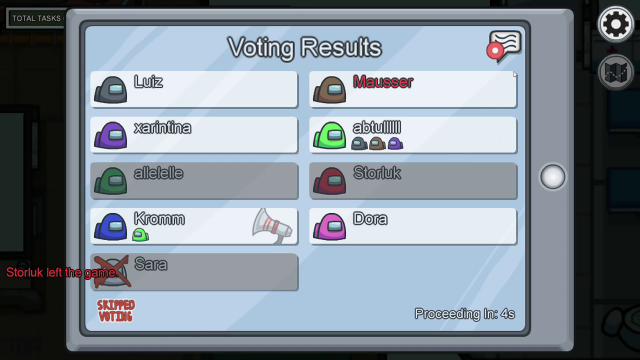 TOTAL TASKS
Voting Results
Luiz
Mausser
xarintina
abtullllll
allelelle
Storluk
Kromm
Dora
Storluk left the game.
Sara
SKIPPED
VOTING
Proceeding In: 4s